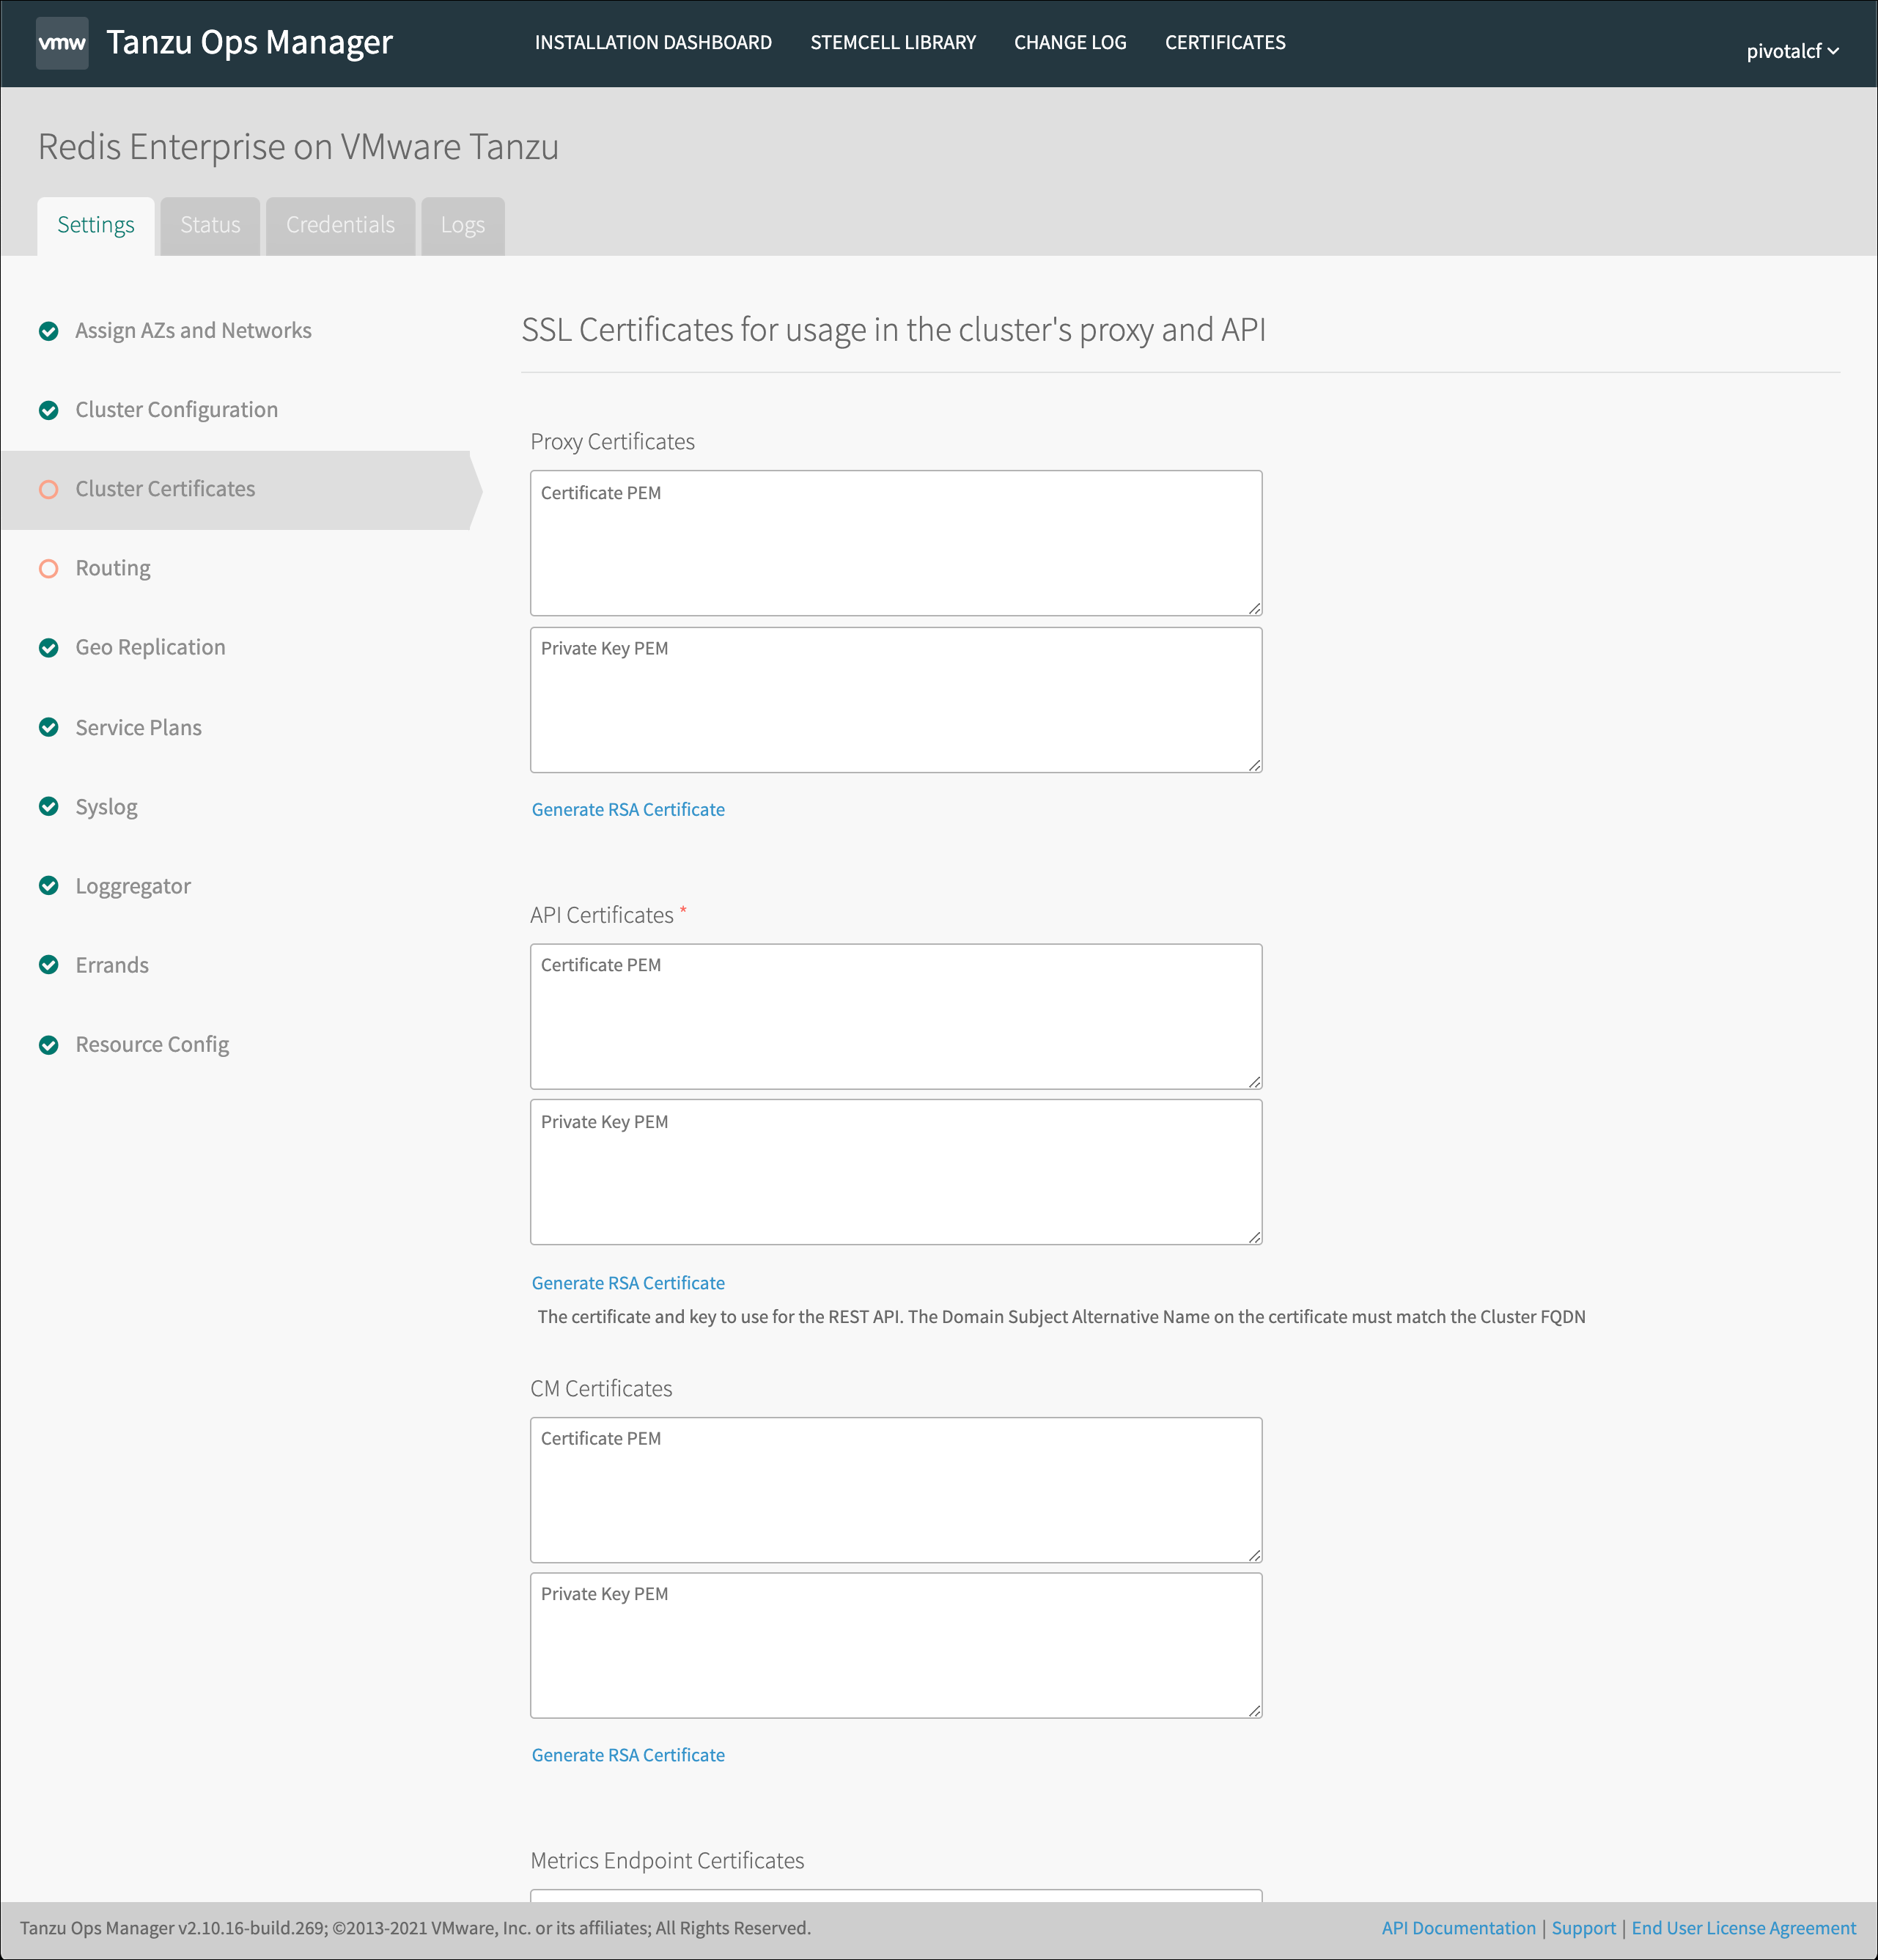 vmw Tanzu Ops Manager INSTALLATION DASHBOARD STEMCELL LIBRARY CHANGE LOG CERTIFICATES pivotalcf
Redis Enterprise on VMware Tanzu
Settings Status Credentials Logs
Assign AZs and Networks
Cluster Configuration
Cluster Certificates
Routing
Geo Replication
Service Plans
Syslog
Loggregator
Errands
Resource Config
SSL Certificates for usage in the cluster's proxy and API
Proxy Certificates
Certificate PEM
Private Key PEM
Generate RSA Certificate
API Certificates *
Certificate PEM
Private Key PEM
Generate RSA Certificate
The certificate and key to use for the REST API. The Domain Subject Alternative Name on the certificate must match the Cluster FQDN
CM Certificates
Certificate PEM
Private Key PEM
Generate RSA Certificate
Metrics Endpoint Certificates
Tanzu Ops Manager v2.10.16-build.269; ©2013-2021 VMware, Inc. or its affiliates; All Rights Reserved. API Documentation | Support | End User License Agreement